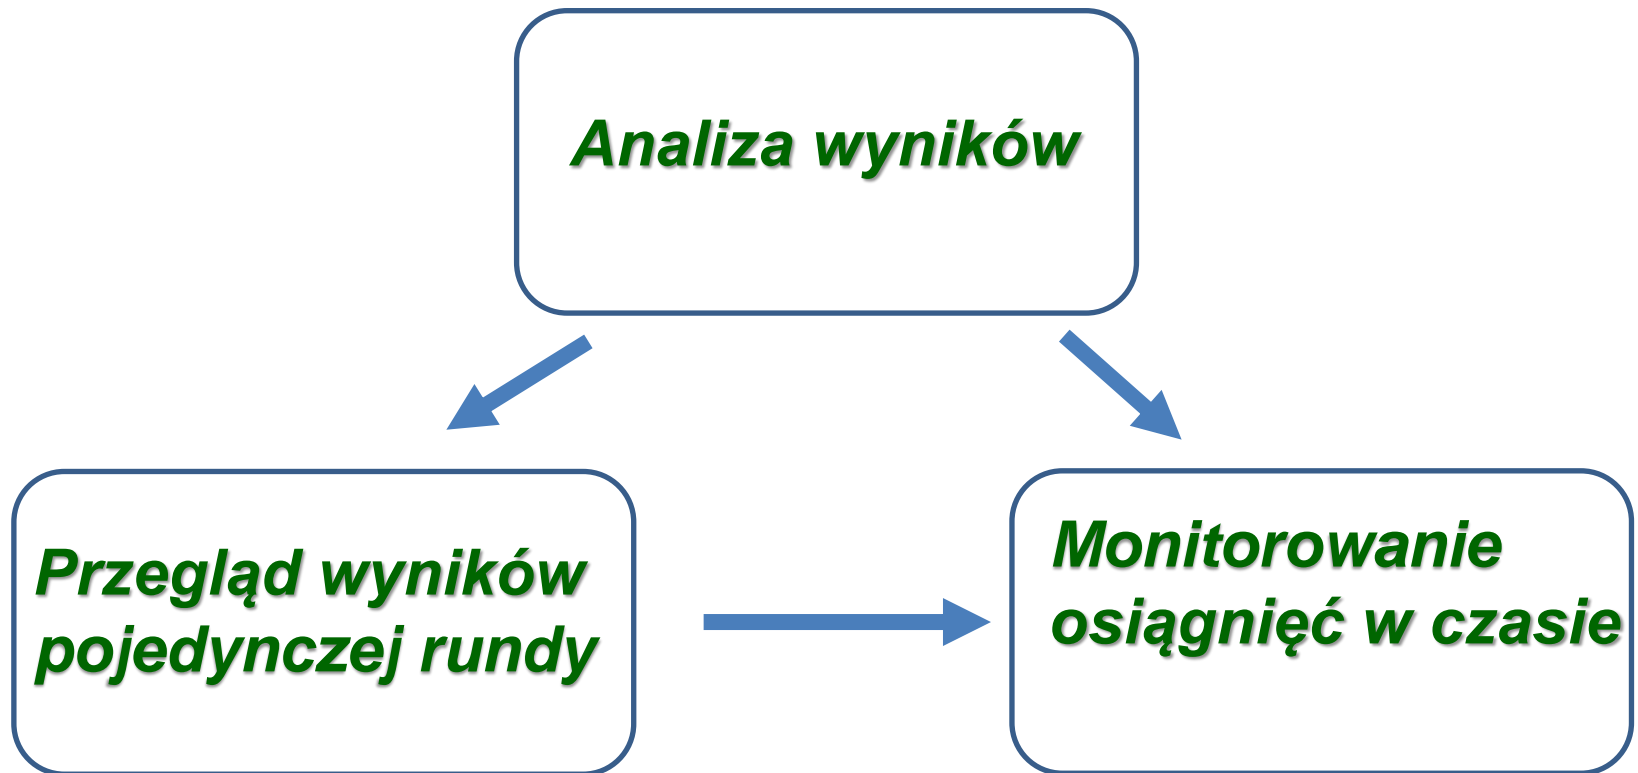 Analiza wyników
Przegląd wyników
pojedynczej rundy
Monitorowanie
osiągnięć w czasie